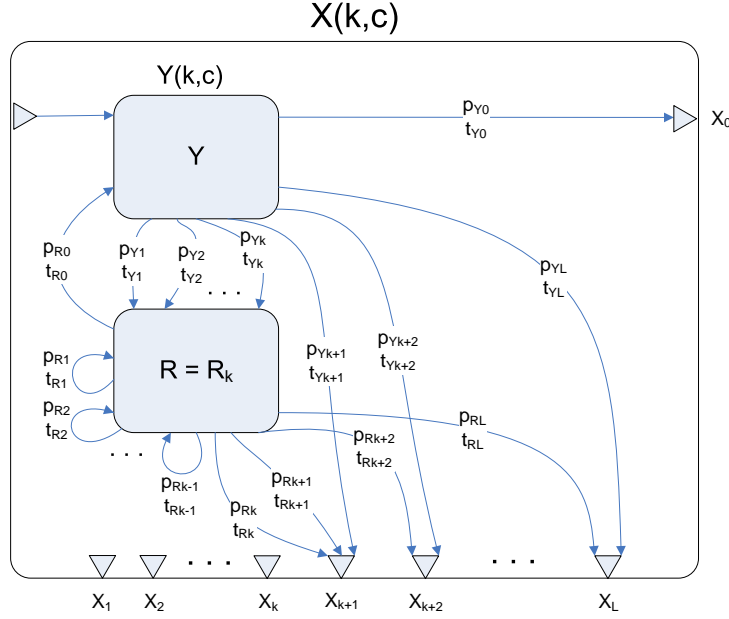 X(k,c)
Y(k,c)
Y
pY0
tY0
X0
pR0
tR0
pY1
tY1
pY2
tY2
pYk
tYk
. . .
pYL
tYL
pYk+1
tYk+1
pYk+2
tYk+2
R = Rk
pR1
tR1
pR2
tR2
. . .
pRk-1
tRk-1
pRk
tRk
pRk+1
tRk+1
pRk+2
tRk+2
pRL
tRL
. . .
. . .
X1 X2 Xk Xk+1 Xk+2 XL